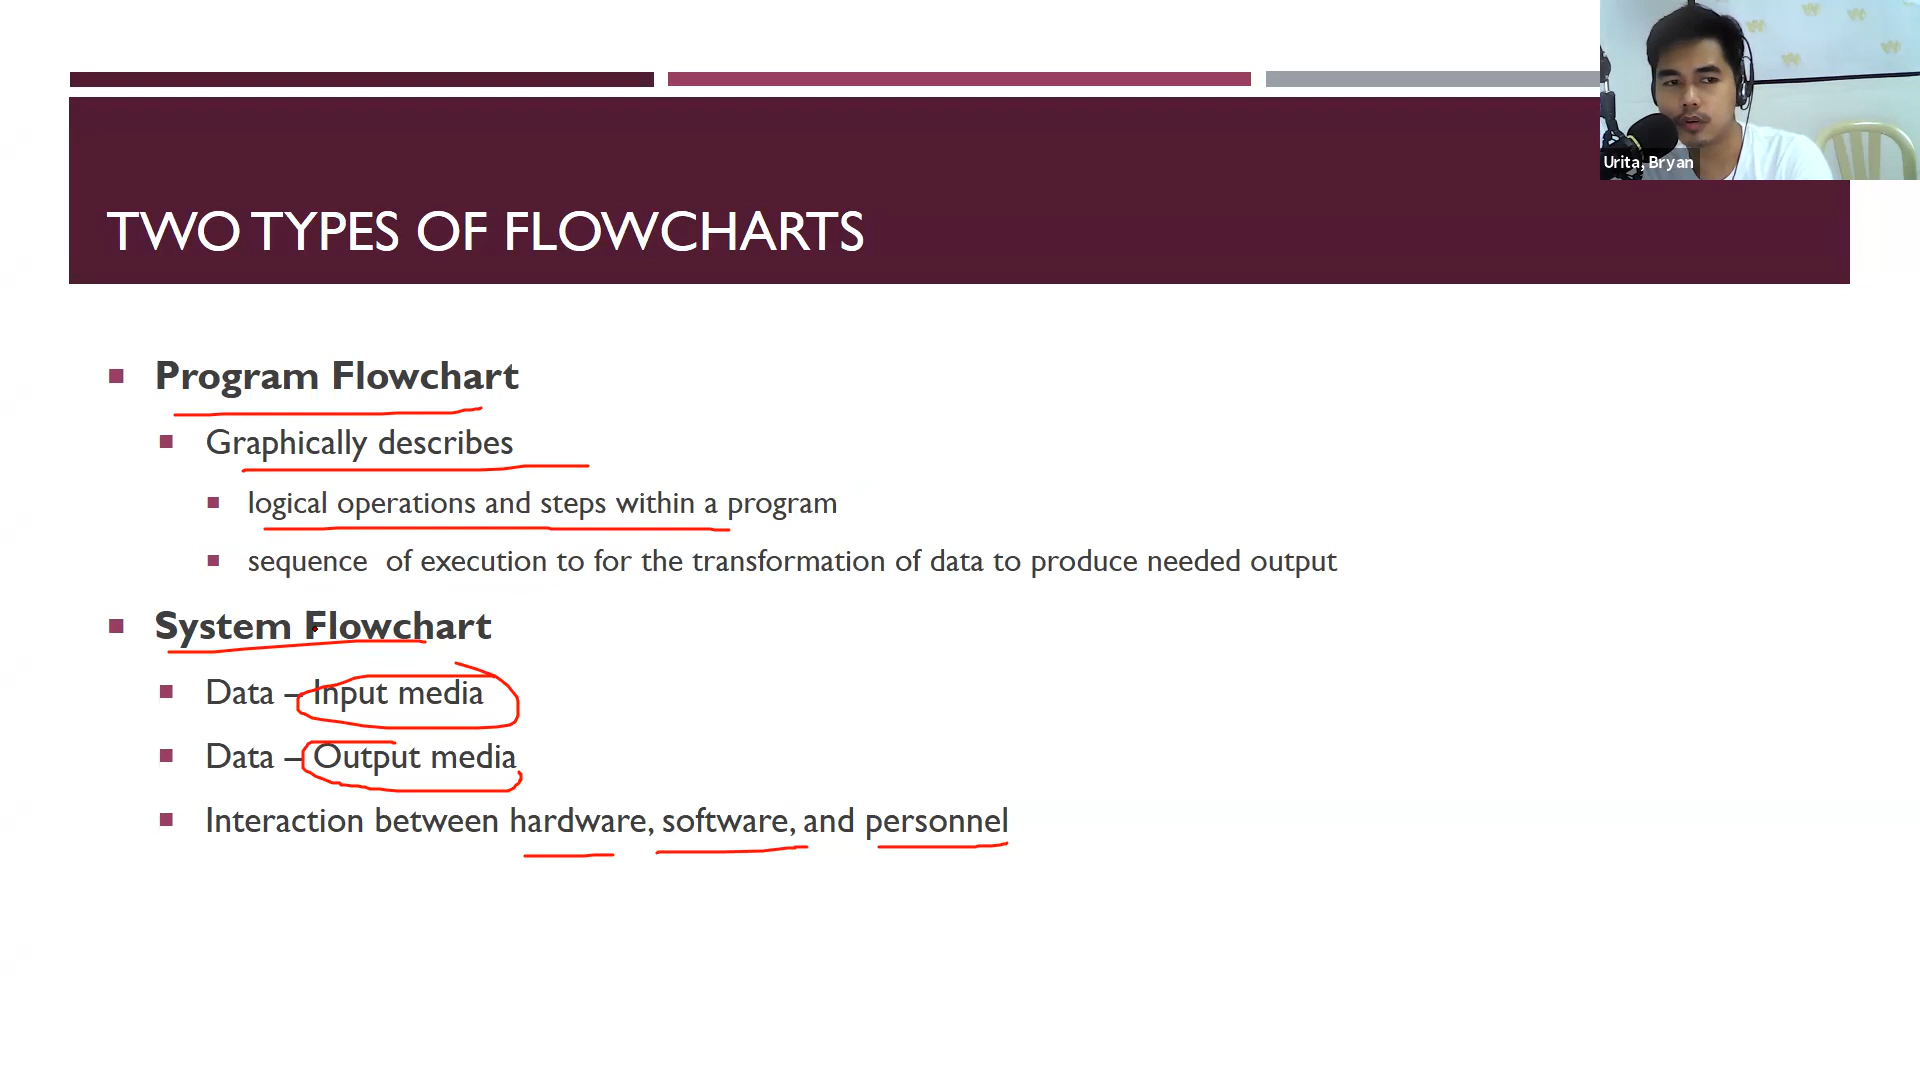 Urita, Bryan
TWO TYPES OF FLOWCHARTS
Program Flowchart
Graphically describes
logical operations and steps within a program
sequence  of execution to for the transformation of data to produce needed output
System Flowchart
Data – Input media
Data – Output media
Interaction between hardware, software, and personnel